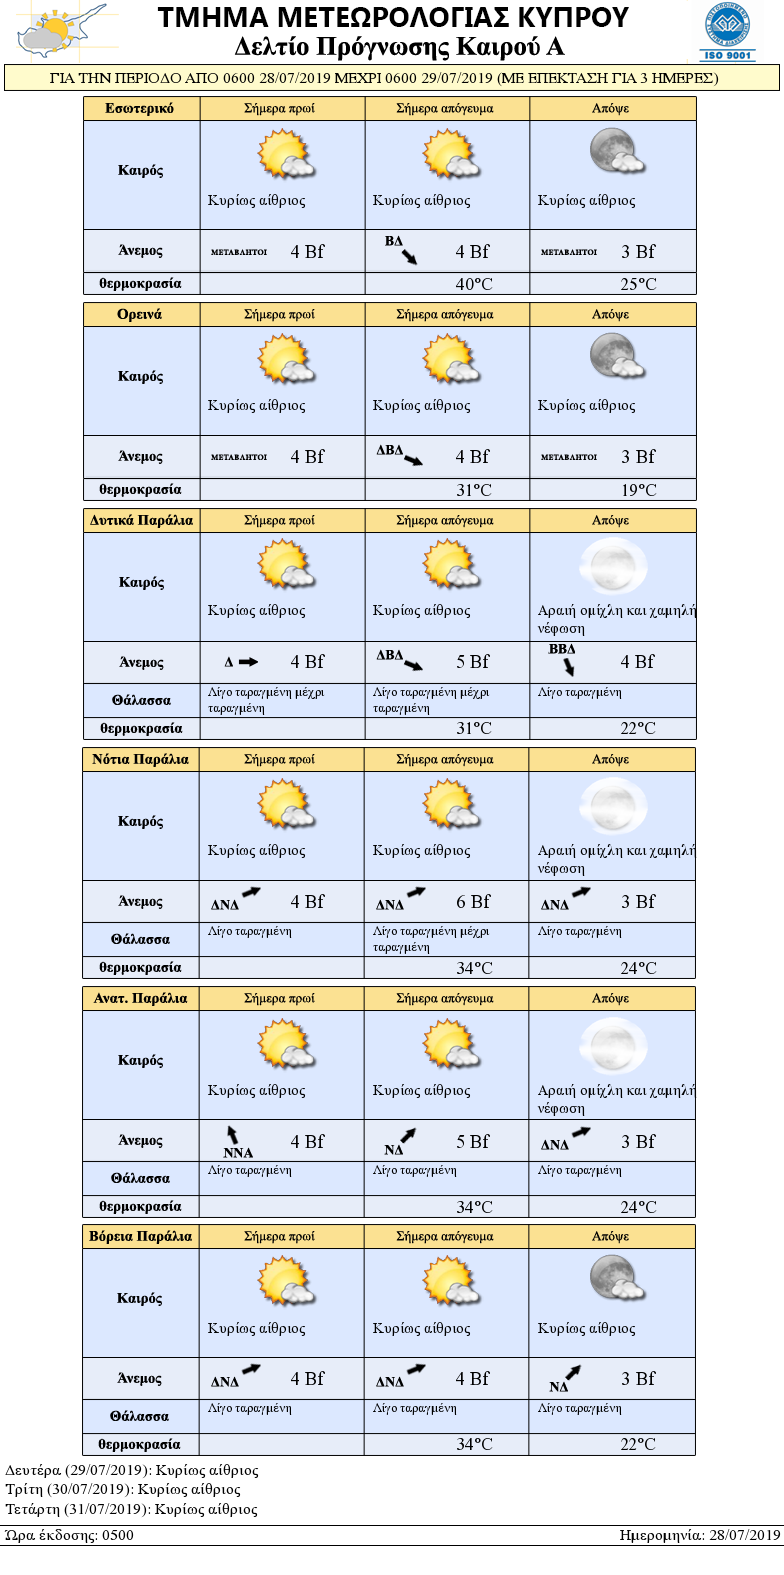 ΤΜΗΜΑ ΜΕΤΕΩΡΟΛΟΓΙΑΣ ΚΥΠΡΟΥ
Δελτίο Πρόγνωσης Καιρού Α
ISO 9001
ΓΙΑ ΤΗΝ ΠΕΡΙΟΔΟ ΑΠΟ 0600 28/07/2019 ΜΕΧΡΙ 0600 29/07/2019 (ΜΕ ΕΠΕΚΤΑΣΗ ΓΙΑ 3 ΗΜΕΡΕΣ)
Εσωτερικό Σήμερα πρωί Σήμερα απόγευμα Απόψε
Καιρός Κυρίως αίθριος Κυρίως αίθριος Κυρίως αίθριος
Άνεμος ΜΕΤΑΒΛΗΤΟΙ 4 Bf ΒΔ 4 Bf ΜΕΤΑΒΛΗΤΟΙ 3 Bf
θερμοκρασία 40°C 25°C
Ορεινά Σήμερα πρωί Σήμερα απόγευμα Απόψε
Καιρός Κυρίως αίθριος Κυρίως αίθριος Κυρίως αίθριος
Άνεμος ΜΕΤΑΒΛΗΤΟΙ 4 Bf ΔΒΔ 4 Bf ΜΕΤΑΒΛΗΤΟΙ 3 Bf
θερμοκρασία 31°C 19°C
Δυτικά Παράλια Σήμερα πρωί Σήμερα απόγευμα Απόψε
Καιρός Κυρίως αίθριος Κυρίως αίθριος Αραιή ομίχλη και χαμηλή
νέφωση
Άνεμος Δ 4 Bf ΔΒΔ 5 Bf ΒΒΔ 4 Bf
Θάλασσα Λίγο ταραγμένη μέχρι Λίγο ταραγμένη μέχρι Λίγο ταραγμένη
ταραγμένη ταραγμένη
θερμοκρασία 31°C 22°C
Νότια Παράλια Σήμερα πρωί Σήμερα απόγευμα Απόψε
Καιρός Κυρίως αίθριος Κυρίως αίθριος Αραιή ομίχλη και χαμηλή
νέφωση
Άνεμος ΔΝΔ 4 Bf ΔΝΔ 6 Bf ΔΝΔ 3 Bf
Θάλασσα Λίγο ταραγμένη Λίγο ταραγμένη μέχρι Λίγο ταραγμένη
ταραγμένη
θερμοκρασία 34°C 24°C
Ανατ. Παράλια Σήμερα πρωί Σήμερα απόγευμα Απόψε
Καιρός Κυρίως αίθριος Κυρίως αίθριος Αραιή ομίχλη και χαμηλή
νέφωση
Άνεμος ΝΝΑ 4 Bf ΝΔ 5 Bf ΔΝΔ 3 Bf
Θάλασσα Λίγο ταραγμένη Λίγο ταραγμένη Λίγο ταραγμένη
θερμοκρασία 34°C 24°C
Βόρεια Παράλια Σήμερα πρωί Σήμερα απόγευμα Απόψε
Καιρός Κυρίως αίθριος Κυρίως αίθριος Κυρίως αίθριος
Άνεμος ΔΝΔ 4 Bf ΔΝΔ 4 Bf ΝΔ 3 Bf
Θάλασσα Λίγο ταραγμένη Λίγο ταραγμένη Λίγο ταραγμένη
θερμοκρασία 34°C 22°C
Δευτέρα (29/07/2019): Κυρίως αίθριος
Τρίτη (30/07/2019): Κυρίως αίθριος
Τετάρτη (31/07/2019): Κυρίως αίθριος
Ώρα έκδοσης: 0500 Ημερομηνία: 28/07/2019